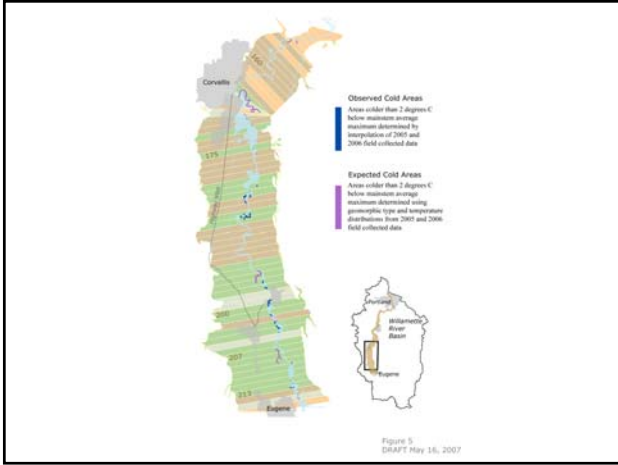 160
Corvallis
175
Observed Cold Areas
Areas colder than 2 degrees C
below mainstem average
maximum determined by
interpolation of 2005 and
2006 field collected data
Expected Cold Areas
Areas colder than 2 degrees C
below mainstem average
maximum determined using
geomorphic type and temperature
distributions from 2005 and 2006
field collected data
200
207
213
Eugene
Portland
Willamette
River
Basin
Eugene
Figure 5
DRAFT May 16, 2007